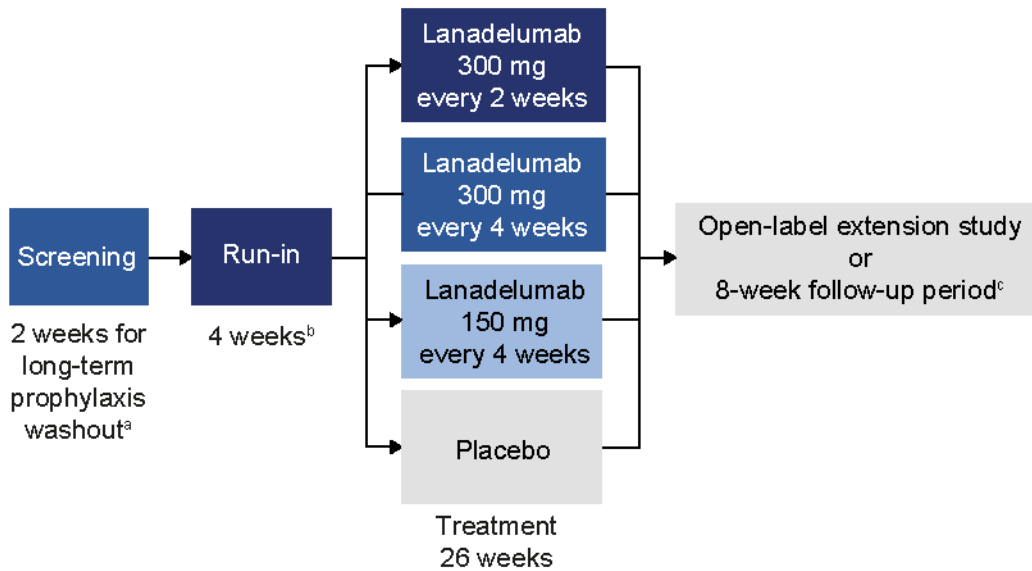 Screening
2 weeks for
long-term
prophylaxis
washoutᵃ
Run-in
4 weeksᵇ
Lanadelumab
300 mg
every 2 weeks
Lanadelumab
300 mg
every 4 weeks
Lanadelumab
150 mg
every 4 weeks
Placebo
Treatment
26 weeks
Open-label extension study
or
8-week follow-up periodᶜ